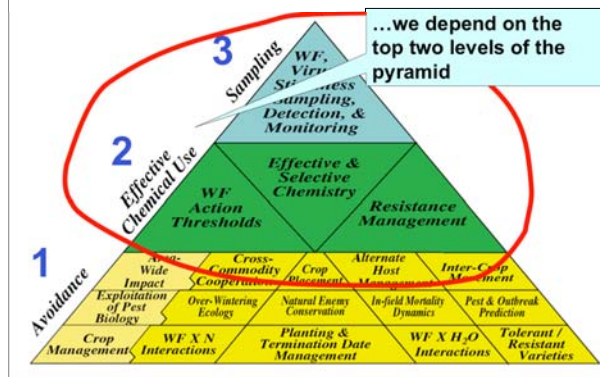 …we depend on the
top two levels of the
pyramid
3
Sampling
WF,
Virus
Stickiness
Sampling,
Detection, &
Monitoring
2
Effective
Chemical Use
WF
Action
Thresholds
Effective &
Selective
Chemistry
Resistance
Management
1
Avoidance
Area-
Wide
Impact
Cross-
Commodity
Cooperation
Crop
Placement
Alternate
Host
Management
Inter-Crop
Movement
Exploitation
of Pest
Biology
Over-Wintering
Ecology
Natural Enemy
Conservation
In-field Mortality
Dynamics
Pest & Outbreak
Prediction
Crop
Management
WF X N
Interactions
Planting &
Termination Date
Management
WF X H2O
Interactions
Tolerant /
Resistant
Varieties